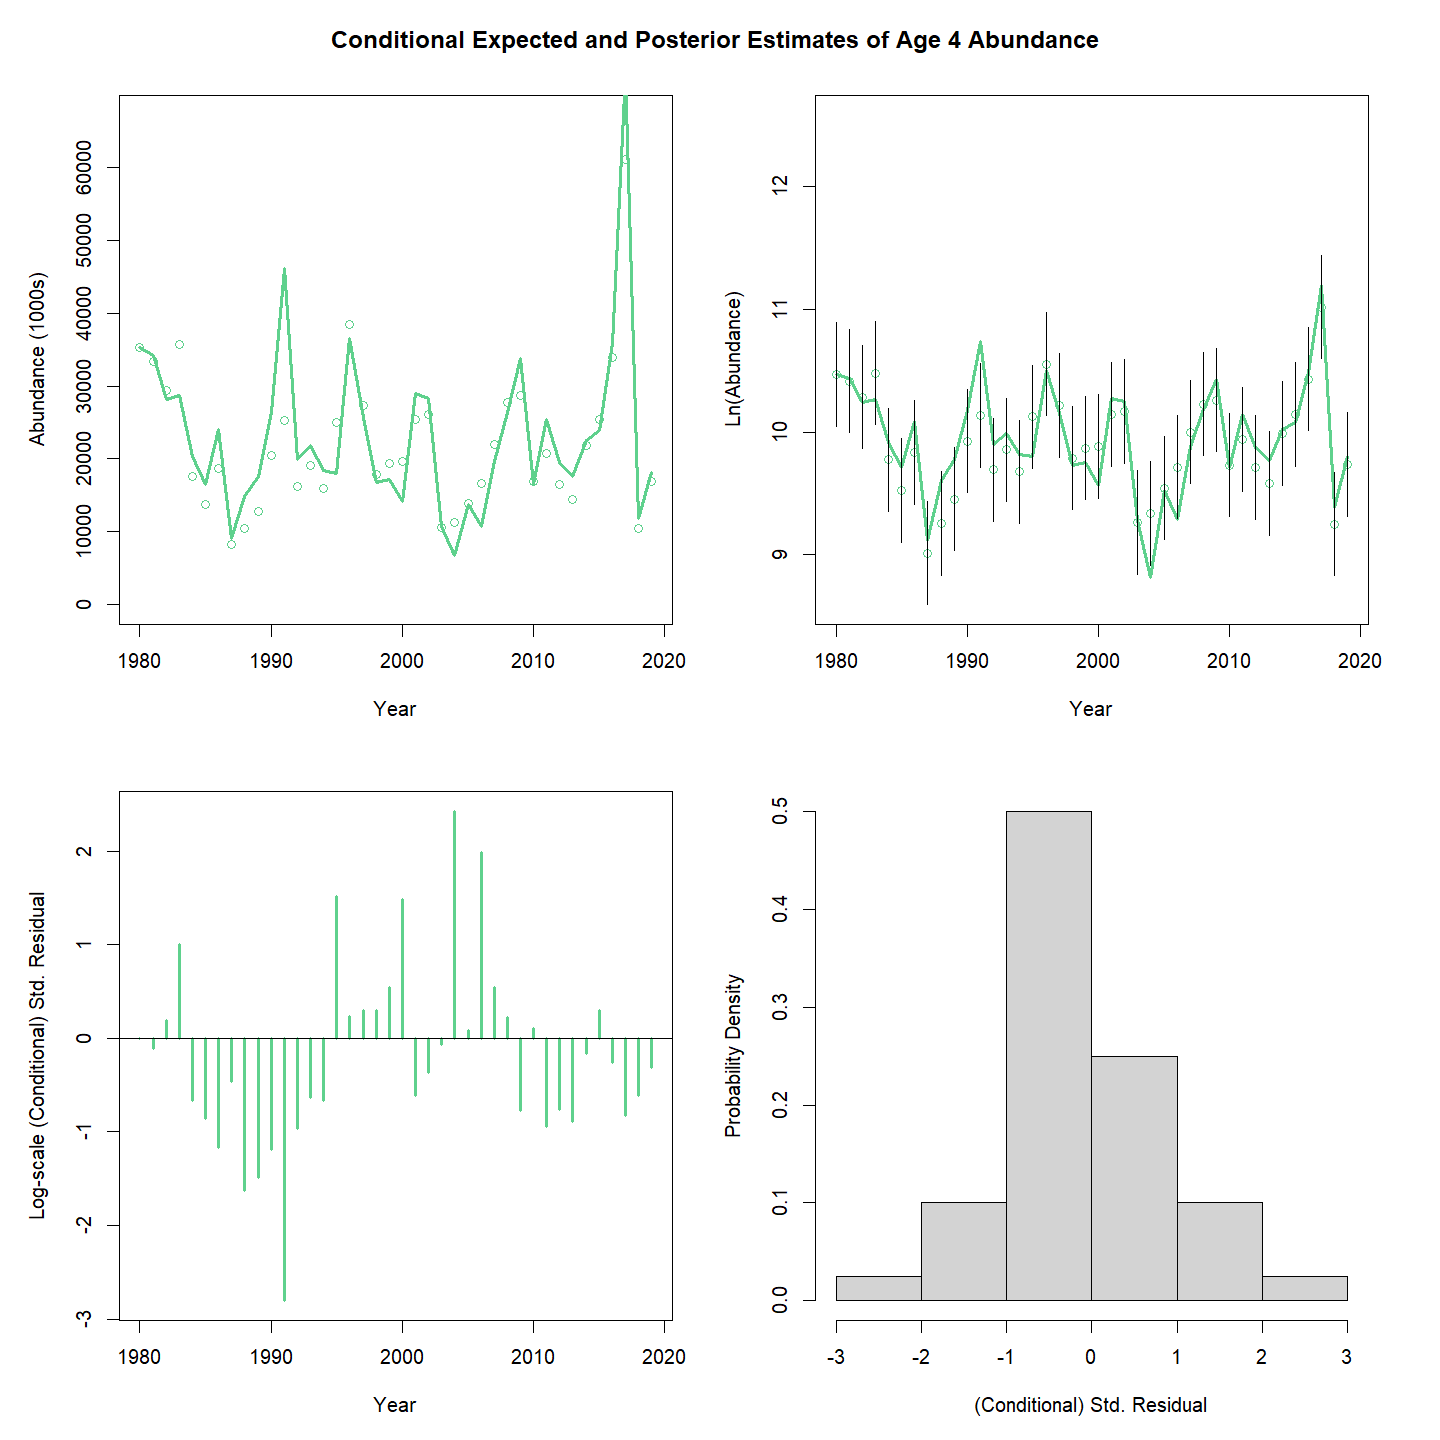 Conditional Expected and Posterior Estimates of Age 4 Abundance
Abundance (1000s)
60000
50000
40000
30000
20000
10000
0
1980 1990 2000 2010 2020
Year
Ln(Abundance)
12
11
10
9
1980 1990 2000 2010 2020
Year
Log-scale (Conditional) Std. Residual
2
1
0
-1
-2
-3
1980 1990 2000 2010 2020
Year
Probability Density
0.5
0.4
0.3
0.2
0.1
0.0
-3 -2 -1 0 1 2 3
(Conditional) Std. Residual